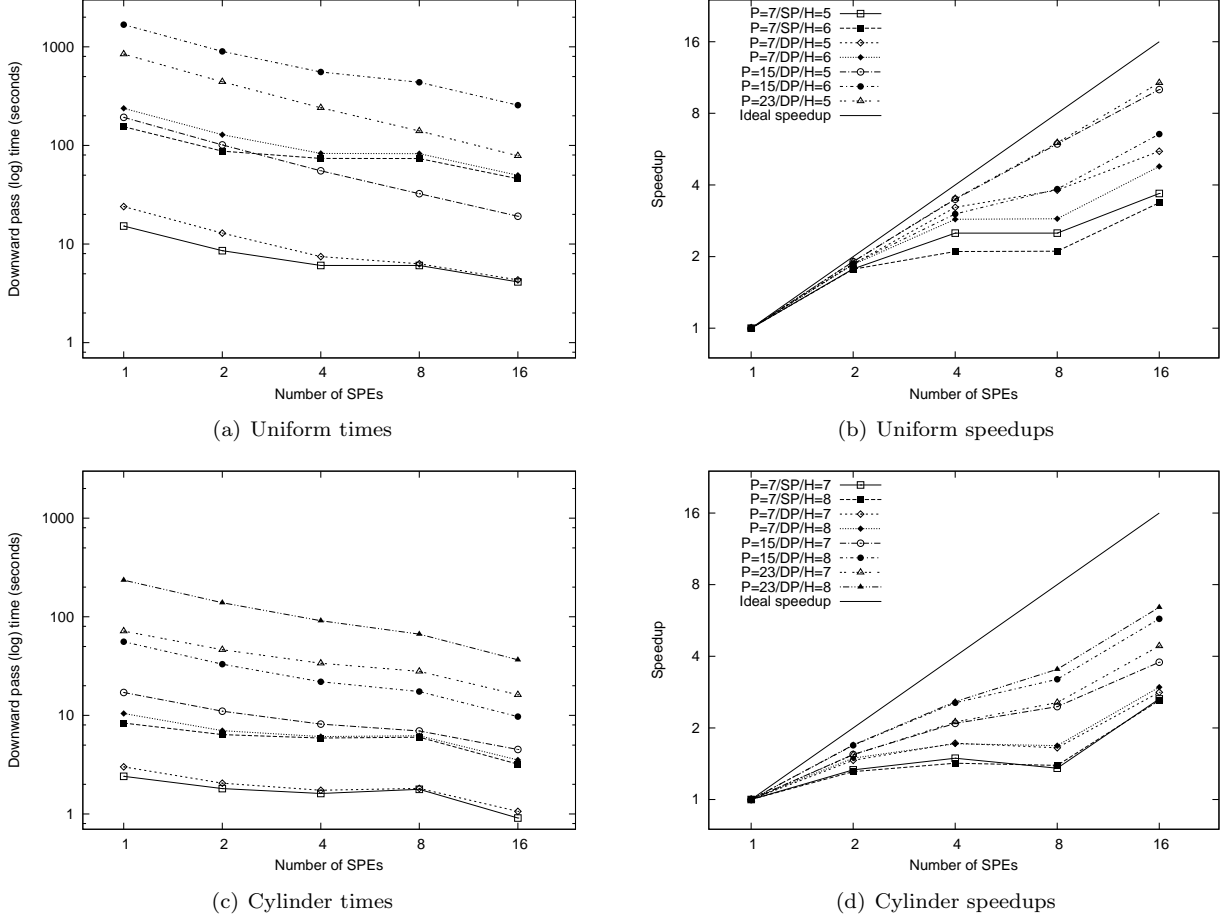 1000
100
10
1
Downward pass (log) time (seconds)
1 2 4 8 16
Number of SPEs
(a) Uniform times
P=7/SP/H=5
P=7/SP/H=6
P=7/DP/H=5
P=7/DP/H=6
P=15/DP/H=5
P=15/DP/H=6
P=23/DP/H=5
Ideal speedup
16
8
4
2
1
Speedup
1 2 4 8 16
Number of SPEs
(b) Uniform speedups
1000
100
10
1
Downward pass (log) time (seconds)
1 2 4 8 16
Number of SPEs
(c) Cylinder times
P=7/SP/H=7
P=7/SP/H=8
P=7/DP/H=7
P=7/DP/H=8
P=15/DP/H=7
P=15/DP/H=8
P=23/DP/H=7
P=23/DP/H=8
Ideal speedup
16
8
4
2
1
Speedup
1 2 4 8 16
Number of SPEs
(d) Cylinder speedups